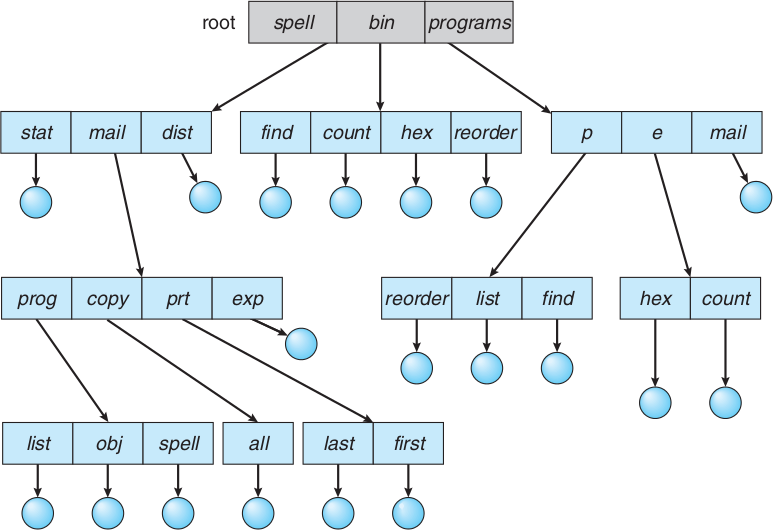 root spell bin programs
stat mail dist find count hex reorder p e mail
prog copy prt exp reorder list find hex count
list obj spell all last first